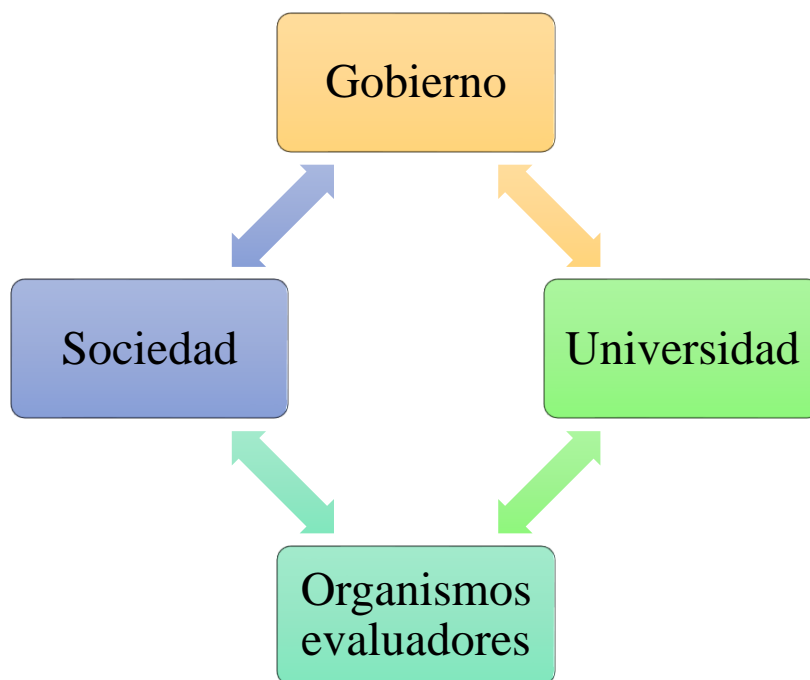 Gobierno
Sociedad
Universidad
Organismos
evaluadores